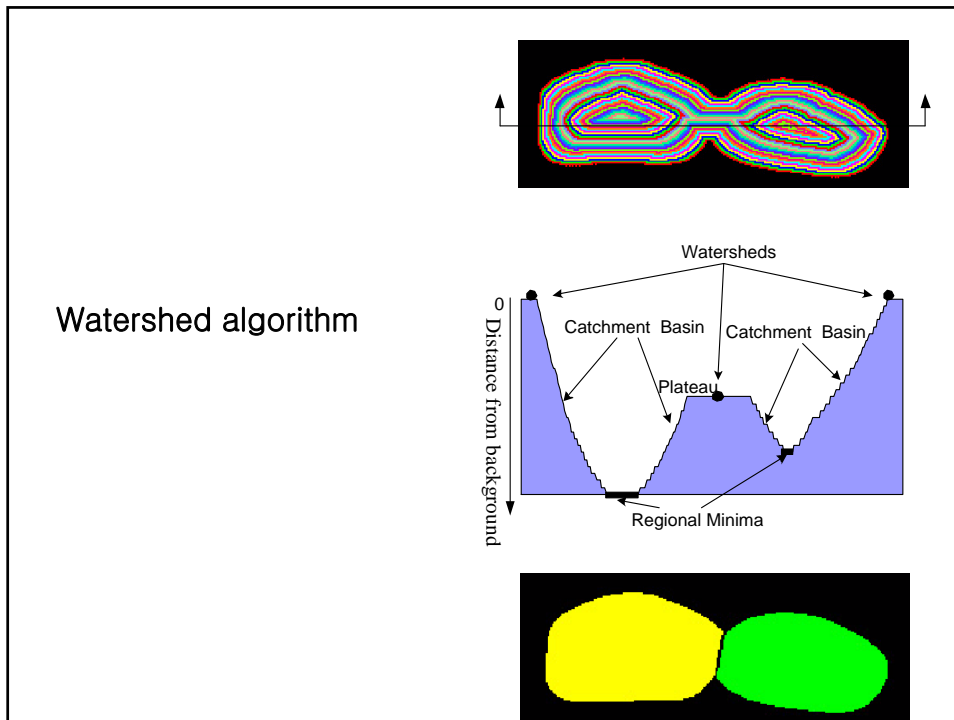 Watershed algorithm
Watersheds
0
Catchment Basin
Catchment Basin
Plateau
Distance from background
Regional Minima